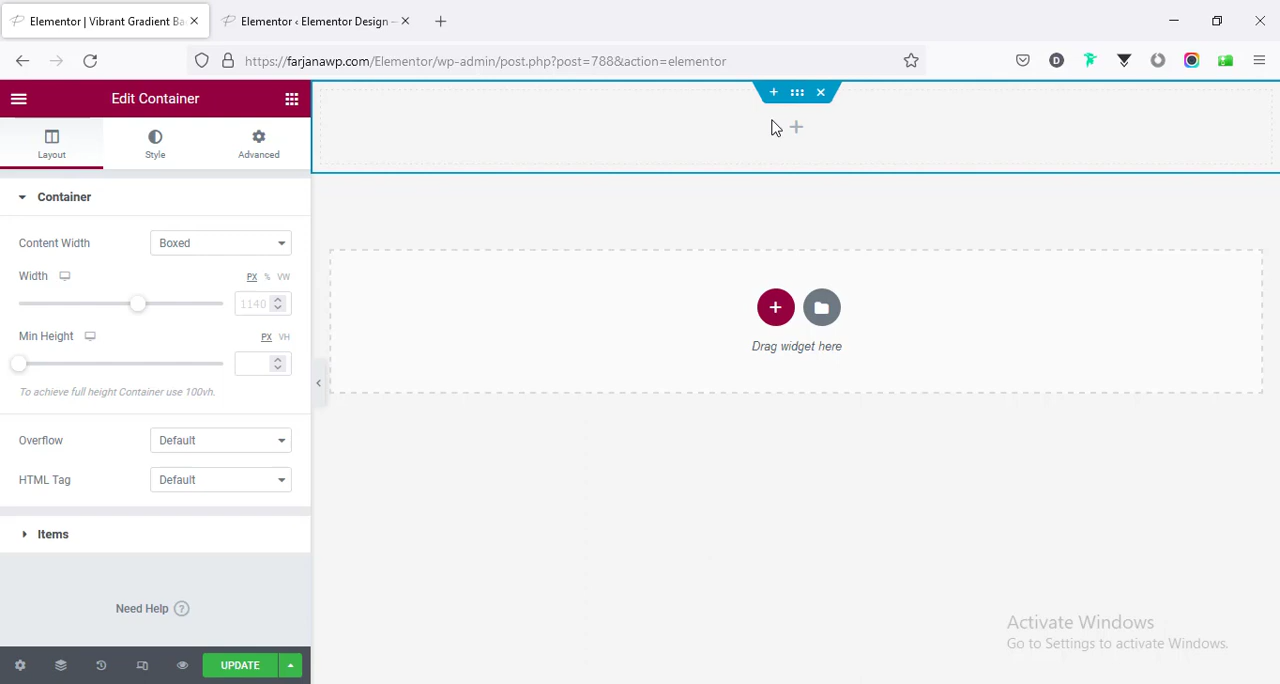 Elementor | Vibrant Gradient Ba
Elementor ‹ Elementor Design –
https://farjanawp.com/Elementor/wp-admin/post.php?post=788&action=elementor
D
Edit Container
Layout
Style
Advanced
Container
Content Width
Boxed
Width
PX % VW
1140
Min Height
PX VH
To achieve full height Container use 100vh.
Overflow
Default
HTML Tag
Default
Items
Need Help ?
UPDATE
Drag widget here
Activate Windows
Go to Settings to activate Windows.